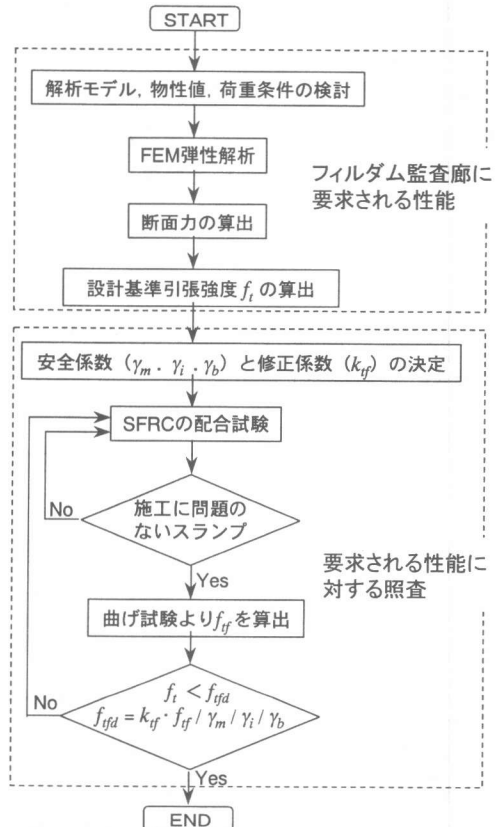 START
解析モデル, 物性値, 荷重条件の検討
FEM弾性解析
断面力の算出
設計基準引張強度 f_t の算出
フィルダム監査廊に
要求される性能
安全係数 (γ_m . γ_i . γ_b) と修正係数 (k_tf) の決定
SFRCの配合試験
No
施工に問題の
ないスランプ
Yes
曲げ試験より f_tf を算出
要求される性能に
対する照査
No
f_t < f_tfd
f_tfd = k_tf · f_tf / γ_m / γ_i / γ_b
Yes
END